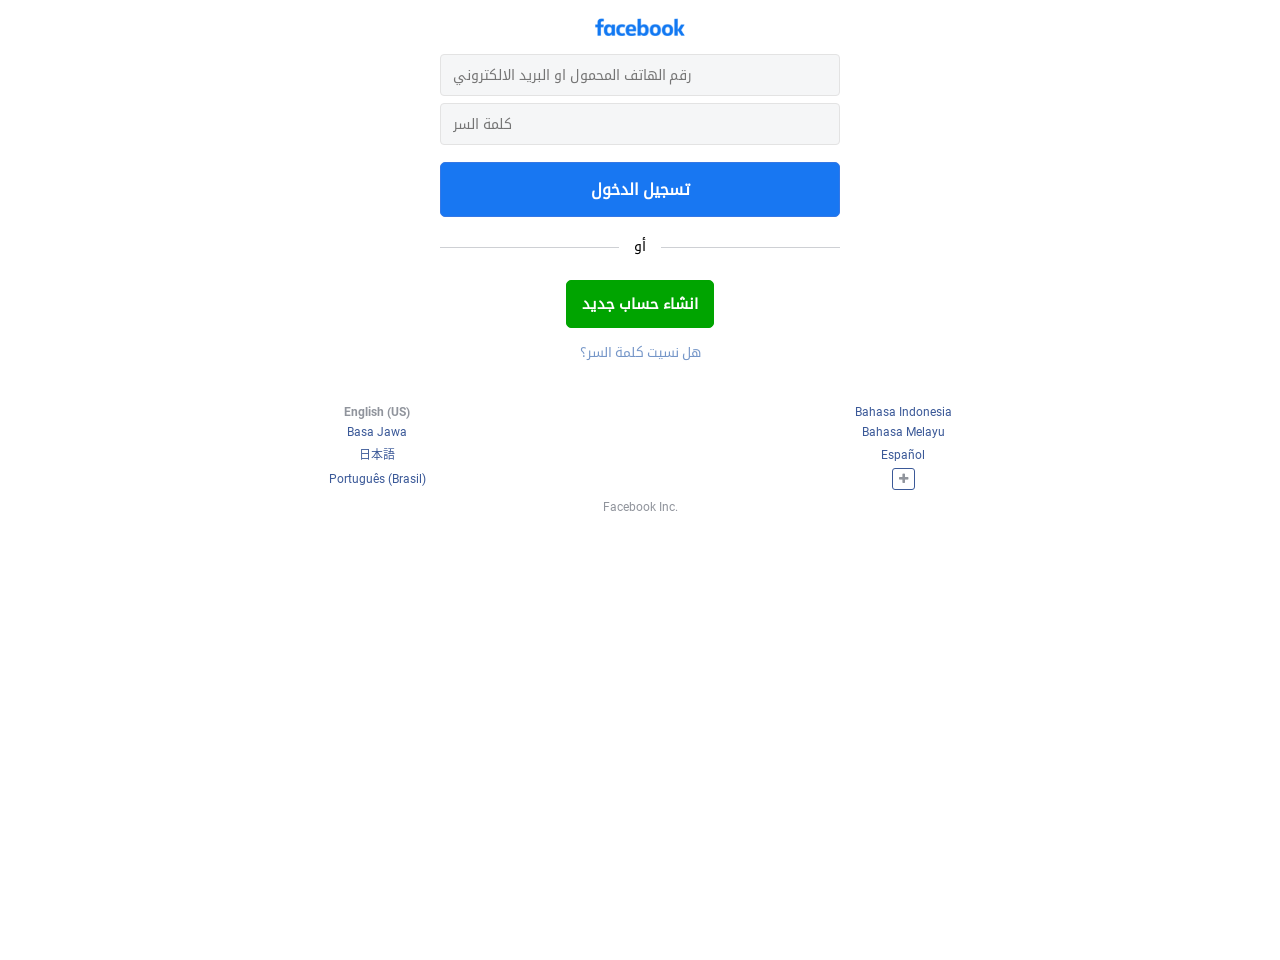 facebook
رقم الهاتف المحمول او البريد الالكتروني
كلمة السر
تسجيل الدخول
أو
انشاء حساب جديد
هل نسيت كلمة السر؟
English (US)
Bahasa Indonesia
Basa Jawa
Bahasa Melayu
日本語
Español
Português (Brasil)
Facebook Inc.